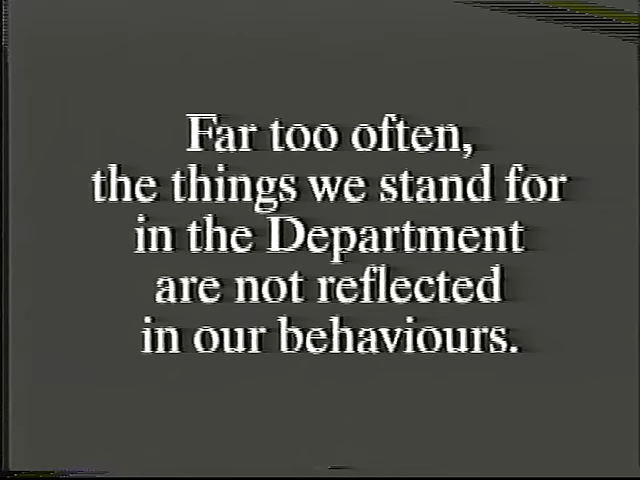 Far too often,
the things we stand for
in the Department
are not reflected
in our behaviours.